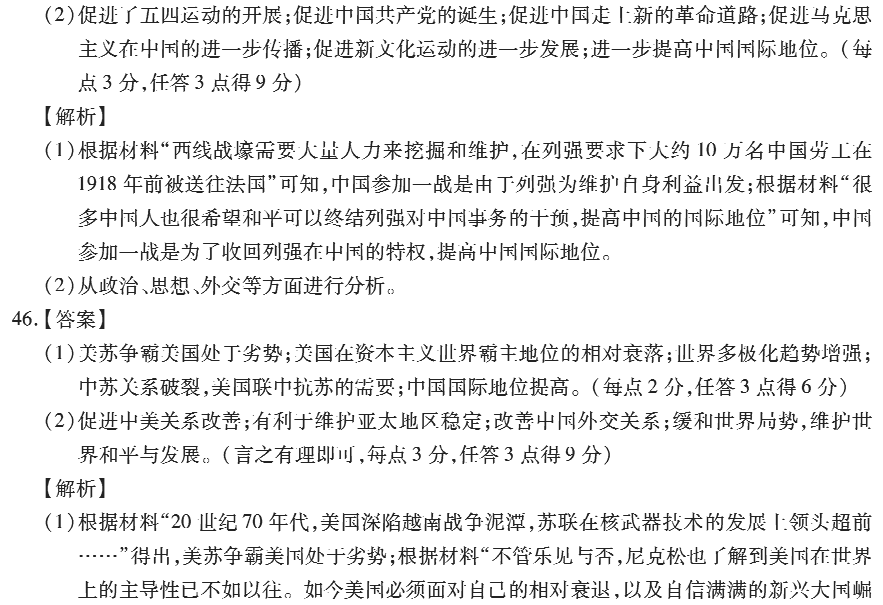 (2)促进了五四运动的开展;促进中国共产党的诞生;促进中国走上新的革命道路;促进马克思
主义在中国的进一步传播;促进新文化运动的进一步发展;进一步提高中国国际地位。(每
点3分,任答3点得9分)
【解析】
(1)根据材料“西线战壕需要大量人力来挖掘和维护,在列强要求下大约10万名中国劳工在
1918年前被送往法国”可知,中国参加一战是由于列强为维护自身利益出发;根据材料“很
多中国人也很希望和平可以终结列强对中国事务的干预,提高中国的国际地位”可知,中国
参加一战是为了收回列强在中国的特权,提高中国国际地位。
(2)从政治、思想、外交等方面进行分析。
46.【答案】
(1)美苏争霸美国处于劣势;美国在资本主义世界霸主地位的相对衰落;世界多极化趋势增强;
中苏关系破裂,美国联中抗苏的需要;中国国际地位提高。(每点2分,任答3点得6分)
(2)促进中美关系改善;有利于维护亚太地区稳定;改善中国外交关系;缓和世界局势,维护世
界和平与发展。(言之有理即可,每点3分,任答3点得9分)
【解析】
(1)根据材料“20世纪70年代,美国深陷越南战争泥潭,苏联在核武器技术的发展上领头超前
……”得出,美苏争霸美国处于劣势;根据材料“不管乐见与否,尼克松也了解到美国在世界
上的主导性已不如以往。如今美国必须面对自己的相对衰退,以及自信满满的新兴大国崛